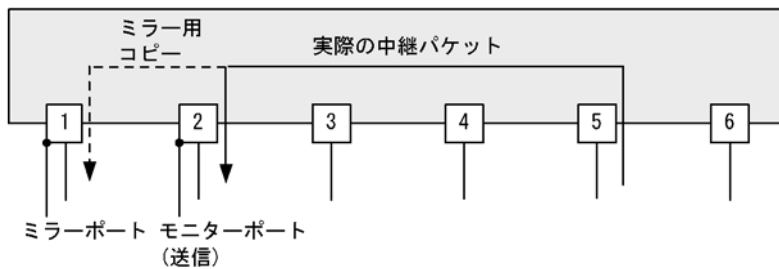 ミラー用
コピー
実際の中継パケット
1 2 3 4 5 6
ミラーポート モニターポート
(送信)